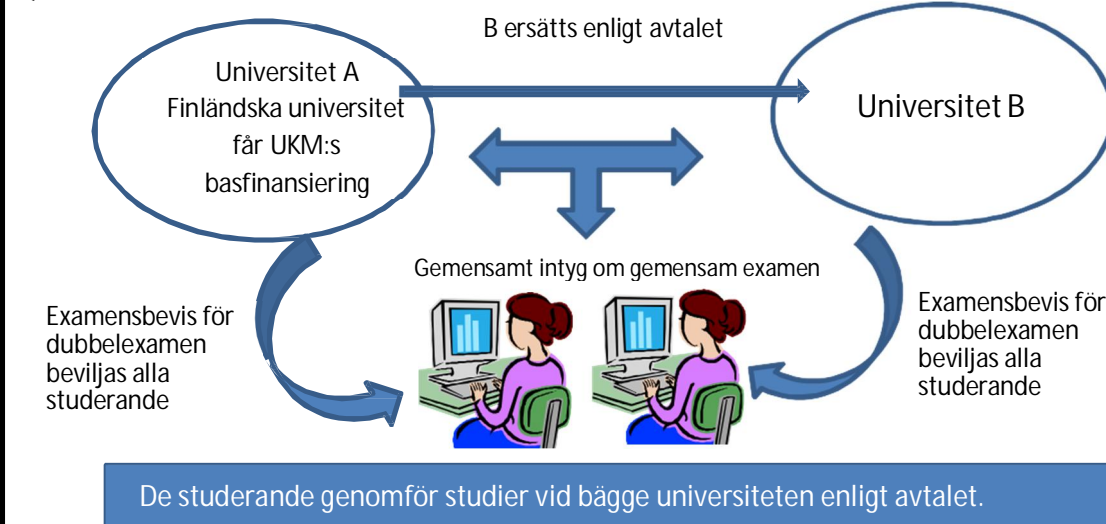 B ersätts enligt avtalet
Universitet A
Finländska universitet
får UKM:s
basfinansiering
Universitet B
Gemensamt intyg om gemensam examen
Examensbevis för
dubbelexamen
beviljas alla
studerande
Examensbevis för
dubbelexamen
beviljas alla
studerande
De studerande genomför studier vid bägge universiteten enligt avtalet.